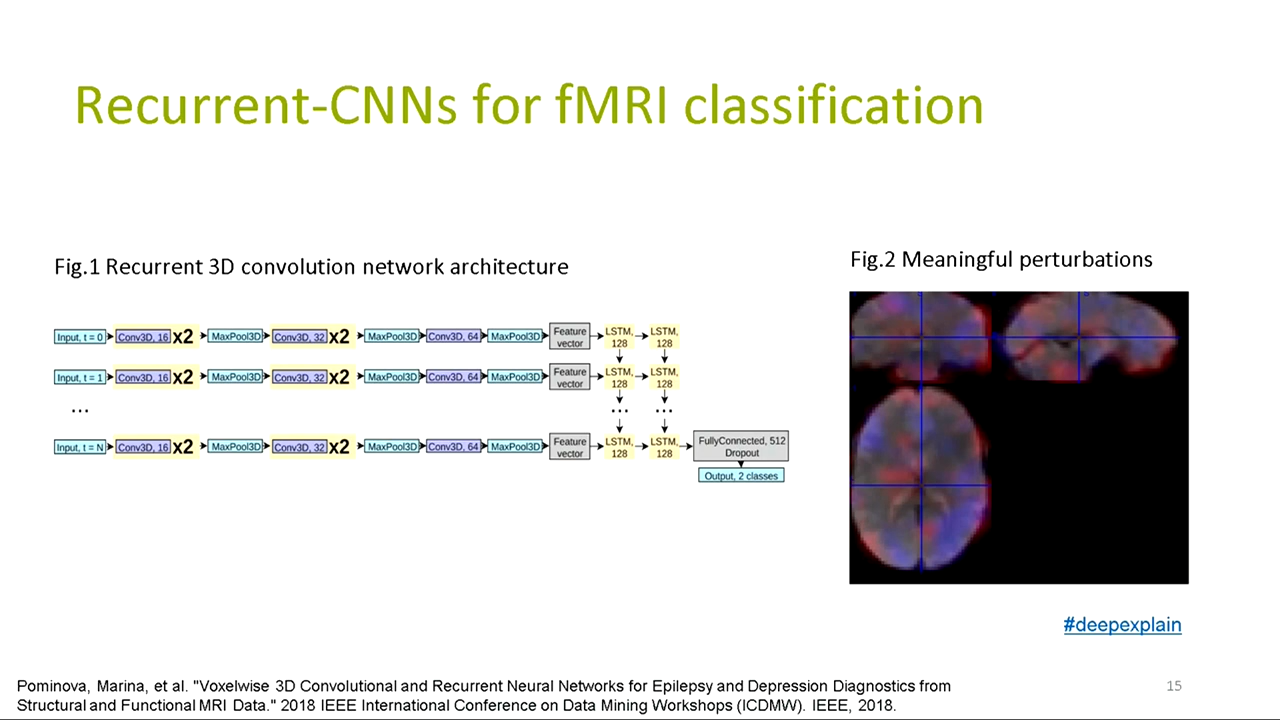 Recurrent-CNNs for fMRI classification
Fig.1 Recurrent 3D convolution network architecture
Input, t = 0 Conv3D, 16 x2 MaxPool3D Conv3D, 32 x2 MaxPool3D Conv3D, 64 MaxPool3D Feature vector LSTM, 128 LSTM, 128
Input, t = 1 Conv3D, 16 x2 MaxPool3D Conv3D, 32 x2 MaxPool3D Conv3D, 64 MaxPool3D Feature vector LSTM, 128 LSTM, 128
... ... ...
Input, t = N Conv3D, 16 x2 MaxPool3D Conv3D, 32 x2 MaxPool3D Conv3D, 64 MaxPool3D Feature vector LSTM, 128 LSTM, 128 FullyConnected, 512 Dropout
Output, 2 classes
Fig.2 Meaningful perturbations
#deepexplain
Pominova, Marina, et al. "Voxelwise 3D Convolutional and Recurrent Neural Networks for Epilepsy and Depression Diagnostics from
Structural and Functional MRI Data." 2018 IEEE International Conference on Data Mining Workshops (ICDMW). IEEE, 2018.
15